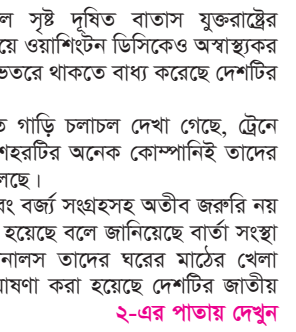 ল সৃষ্ট দূষিত বাতাস যুক্তরাষ্ট্রের
য়ে ওয়াশিংটন ডিসিকেও অস্বাস্থ্যকর
ভতরে থাকতে বাধ্য করেছে দেশটির
ত গাড়ি চলাচল দেখা গেছে, ট্রেনে
শহরটির অনেক কোম্পানিই তাদের
লছে।
বং বর্জ্য সংগ্রহসহ অতীব জরুরি নয়
হয়েছে বলে জানিয়েছে বার্তা সংস্থা
নালস তাদের ঘরের মাঠের খেলা
াষণা করা হয়েছে দেশটির জাতীয়
২-এর পাতায় দেখুন